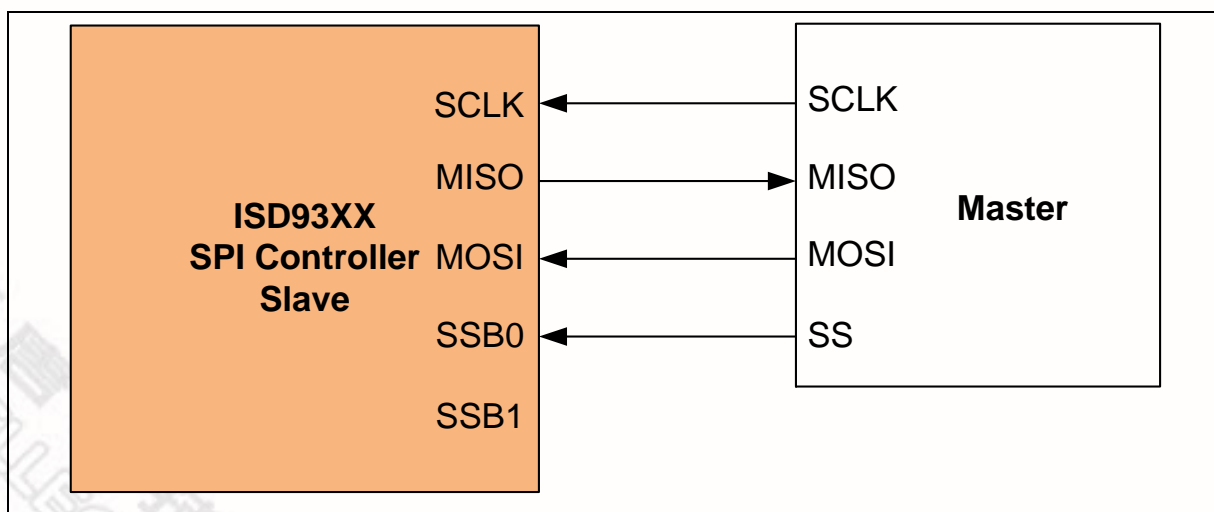 SCLK
MISO
ISD93XX
SPI Controller
Slave
MOSI
SSB0
SSB1
SCLK
MISO
MOSI
SS
Master